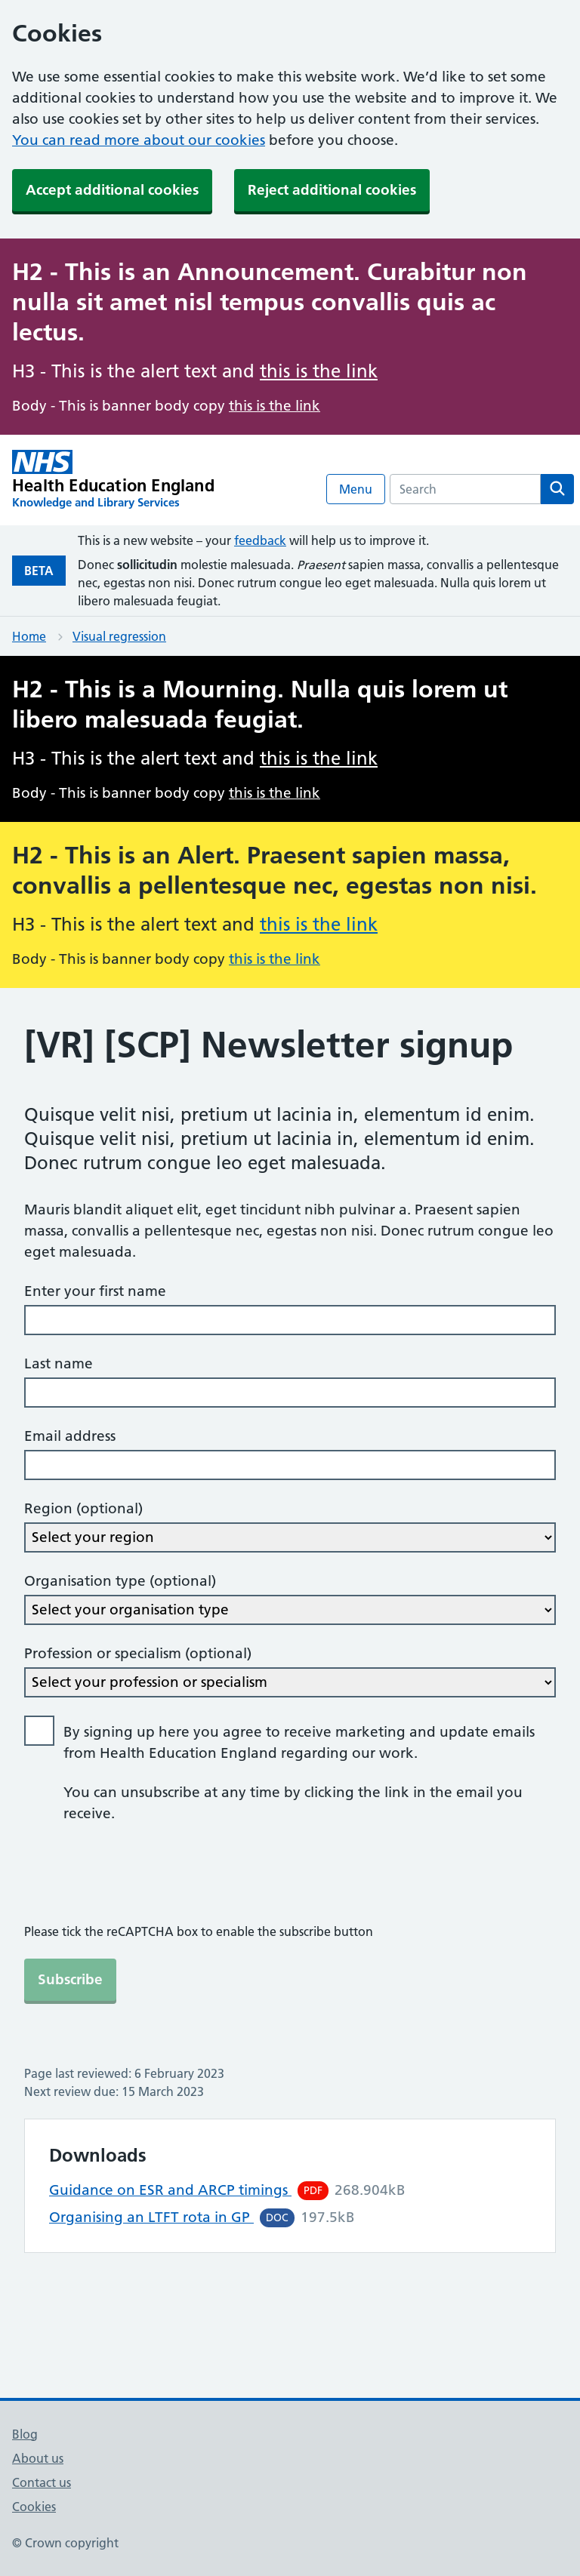 Cookies
We use some essential cookies to make this website work. We’d like to set some
additional cookies to understand how you use the website and to improve it. We
also use cookies set by other sites to help us deliver content from their services.
You can read more about our cookies before you choose.
Accept additional cookies
Reject additional cookies
H2 - This is an Announcement. Curabitur non
nulla sit amet nisl tempus convallis quis ac
lectus.
H3 - This is the alert text and this is the link
Body - This is banner body copy this is the link
NHS
Health Education England
Knowledge and Library Services
Menu
Search
This is a new website – your feedback will help us to improve it.
BETA
Donec sollicitudin molestie malesuada. Praesent sapien massa, convallis a pellentesque
nec, egestas non nisi. Donec rutrum congue leo eget malesuada. Nulla quis lorem ut
libero malesuada feugiat.
Home
Visual regression
H2 - This is a Mourning. Nulla quis lorem ut
libero malesuada feugiat.
H3 - This is the alert text and this is the link
Body - This is banner body copy this is the link
H2 - This is an Alert. Praesent sapien massa,
convallis a pellentesque nec, egestas non nisi.
H3 - This is the alert text and this is the link
Body - This is banner body copy this is the link
[VR] [SCP] Newsletter signup
Quisque velit nisi, pretium ut lacinia in, elementum id enim.
Quisque velit nisi, pretium ut lacinia in, elementum id enim.
Donec rutrum congue leo eget malesuada.
Mauris blandit aliquet elit, eget tincidunt nibh pulvinar a. Praesent sapien
massa, convallis a pellentesque nec, egestas non nisi. Donec rutrum congue leo
eget malesuada.
Enter your first name
Last name
Email address
Region (optional)
Select your region
Organisation type (optional)
Select your organisation type
Profession or specialism (optional)
Select your profession or specialism
By signing up here you agree to receive marketing and update emails
from Health Education England regarding our work.
You can unsubscribe at any time by clicking the link in the email you
receive.
Please tick the reCAPTCHA box to enable the subscribe button
Subscribe
Page last reviewed: 6 February 2023
Next review due: 15 March 2023
Downloads
Guidance on ESR and ARCP timings PDF 268.904kB
Organising an LTFT rota in GP DOC 197.5kB
Blog
About us
Contact us
Cookies
© Crown copyright